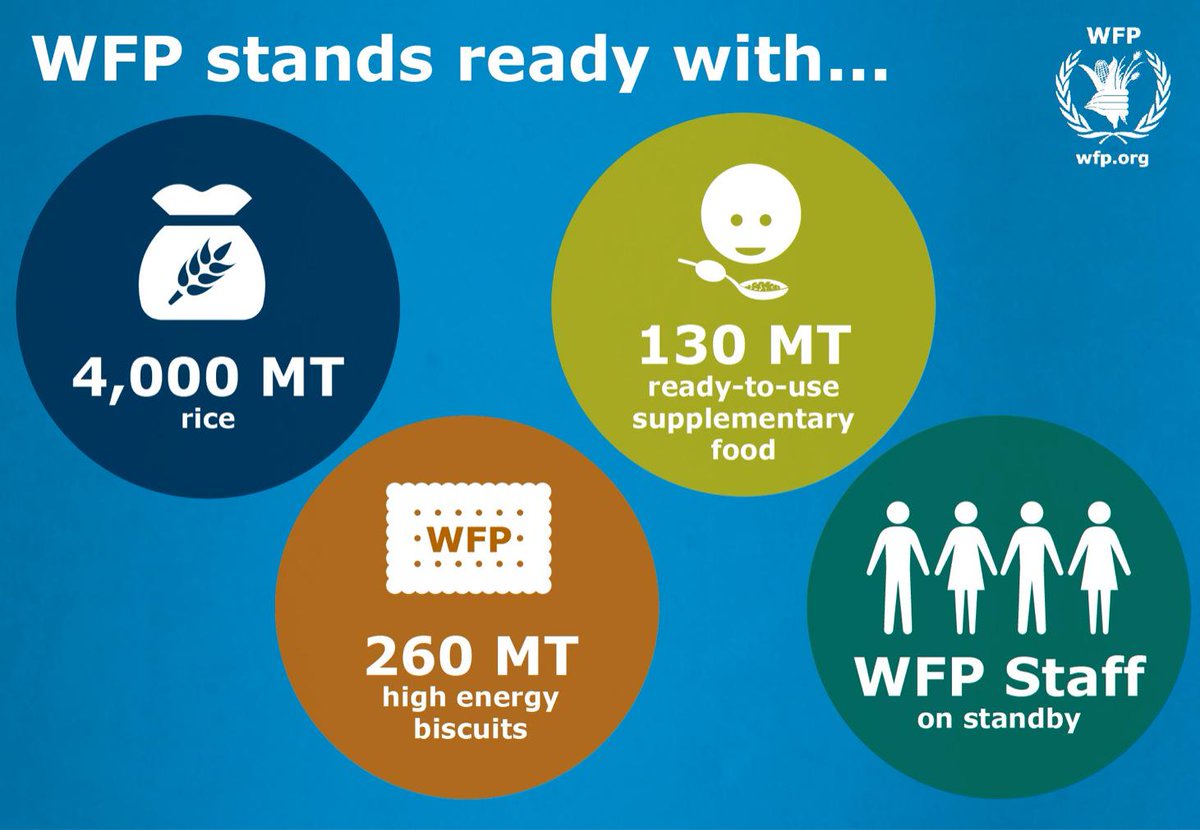 WFP stands ready with...
WFP
wfp.org
4,000 MT
rice
130 MT
ready-to-use
supplementary
food
WFP
260 MT
high energy
biscuits
WFP Staff
on standby